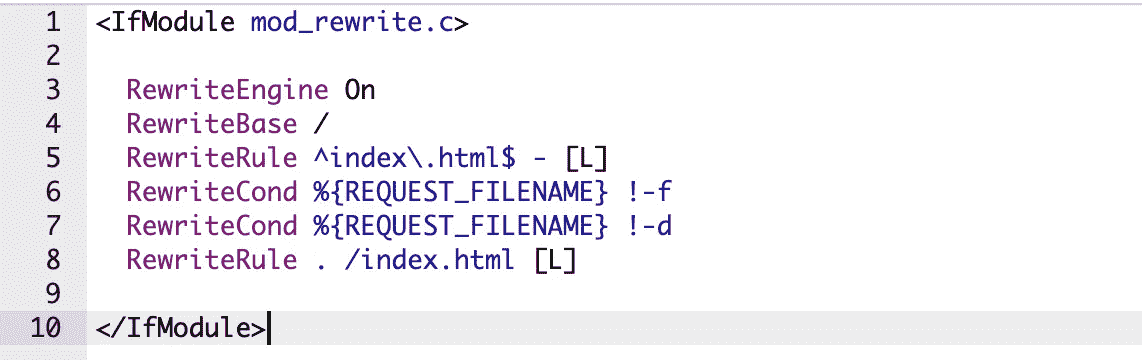 1 <IfModule mod_rewrite.c>
2
3 RewriteEngine On
4 RewriteBase /
5 RewriteRule ^index\.html$ - [L]
6 RewriteCond %{REQUEST_FILENAME} !-f
7 RewriteCond %{REQUEST_FILENAME} !-d
8 RewriteRule . /index.html [L]
9
10 </IfModule>